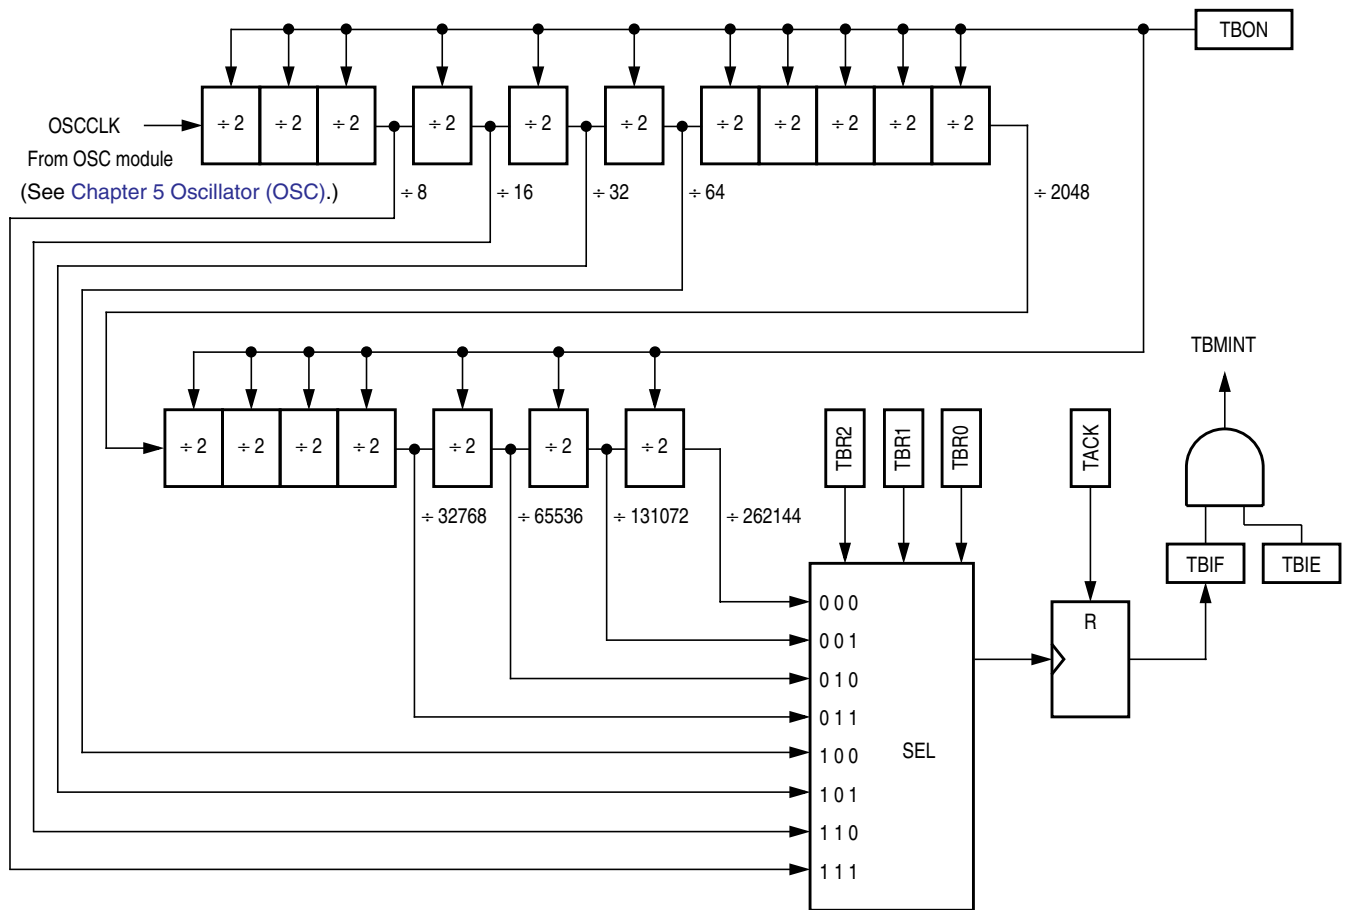 TBON
OSCCLK
÷ 2 ÷ 2 ÷ 2 ÷ 2 ÷ 2 ÷ 2 ÷ 2 ÷ 2 ÷ 2 ÷ 2 ÷ 2
From OSC module
(See Chapter 5 Oscillator (OSC).)
÷ 8 ÷ 16 ÷ 32 ÷ 64 ÷ 2048
TBMINT
÷ 2 ÷ 2 ÷ 2 ÷ 2 ÷ 2 ÷ 2 ÷ 2
TBR2 TBR1 TBR0 TACK
÷ 32768 ÷ 65536 ÷ 131072 ÷ 262144
TBIF TBIE
0 0 0
R
0 0 1
0 1 0
0 1 1
1 0 0
SEL
1 0 1
1 1 0
1 1 1